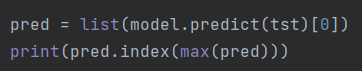 pred = list(model.predict(tst)[0])
print(pred.index(max(pred)))